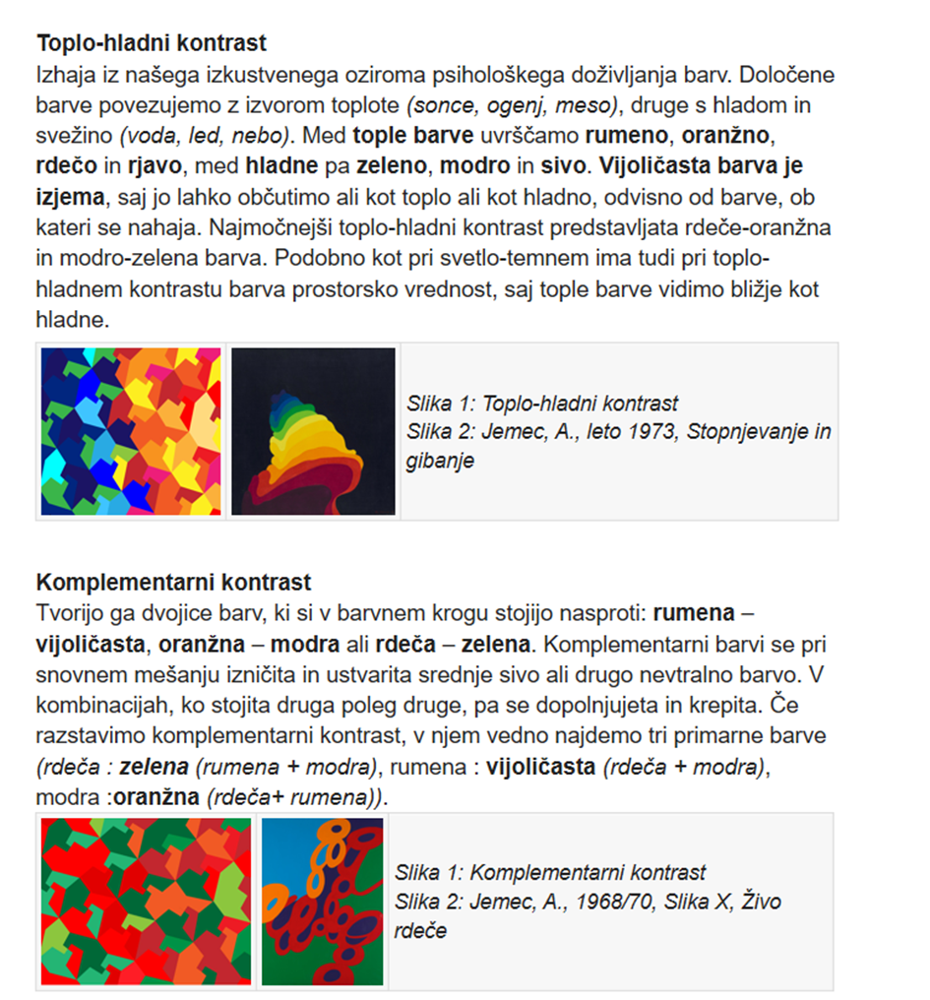 Toplo-hladni kontrast
Izhaja iz našega izkustvenega oziroma psihološkega doživljanja barv. Določene
barve povezujemo z izvorom toplote (sonce, ogenj, meso), druge s hladom in
svežino (voda, led, nebo). Med tople barve uvrščamo rumeno, oranžno,
rdečo in rjavo, med hladne pa zeleno, modro in sivo. Vijoličasta barva je
izjema, saj jo lahko občutimo ali kot toplo ali kot hladno, odvisno od barve, ob
kateri se nahaja. Najmočnejši toplo-hladni kontrast predstavljata rdeče-oranžna
in modro-zelena barva. Podobno kot pri svetlo-temnem ima tudi pri toplo-
hladnem kontrastu barva prostorsko vrednost, saj tople barve vidimo bližje kot
hladne.
Slika 1: Toplo-hladni kontrast
Slika 2: Jemec, A., leto 1973, Stopnjevanje in
gibanje
Komplementarni kontrast
Tvorijo ga dvojice barv, ki si v barvnem krogu stojijo nasproti: rumena –
vijoličasta, oranžna – modra ali rdeča – zelena. Komplementarni barvi se pri
snovnem mešanju izničita in ustvarita srednje sivo ali drugo nevtralno barvo. V
kombinacijah, ko stojita druga poleg druge, pa se dopolnjujeta in krepita. Če
razstavimo komplementarni kontrast, v njem vedno najdemo tri primarne barve
(rdeča : zelena (rumena + modra), rumena : vijoličasta (rdeča + modra),
modra :oranžna (rdeča+ rumena)).
Slika 1: Komplementarni kontrast
Slika 2: Jemec, A., 1968/70, Slika X, Živo
rdeče